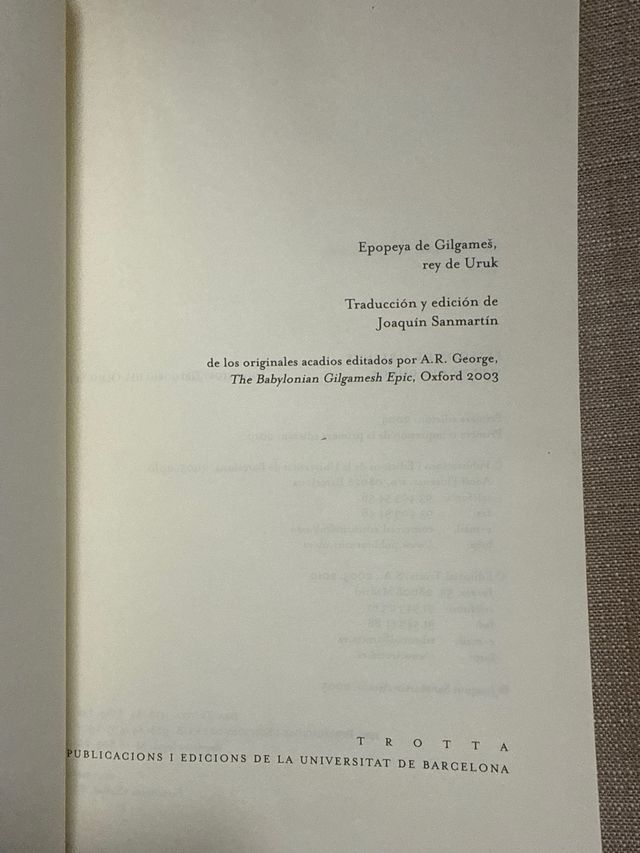 Epopeya de Gilgameš,
rey de Uruk
Traducción y edición de
Joaquín Sanmartín
de los originales acadios editados por A.R. George,
The Babylonian Gilgamesh Epic, Oxford 2003
T R O T T A
PUBLICACIONS I EDICIONS DE LA UNIVERSITAT DE BARCELONA